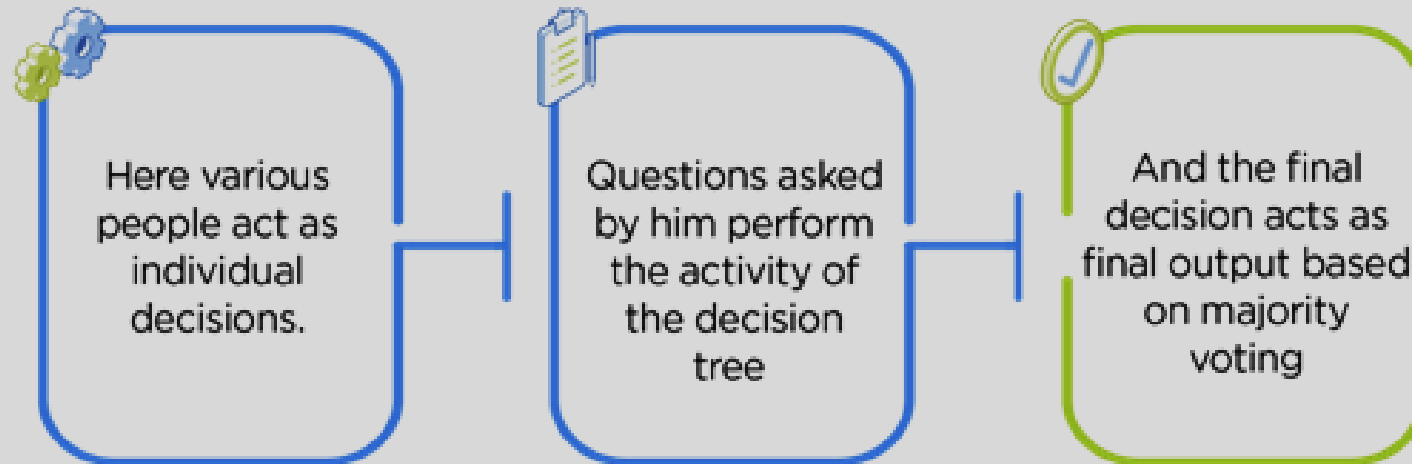 Here various
people act as
individual
decisions.
Questions asked
by him perform
the activity of
the decision
tree
And the final
decision acts as
final output based
on majority
voting